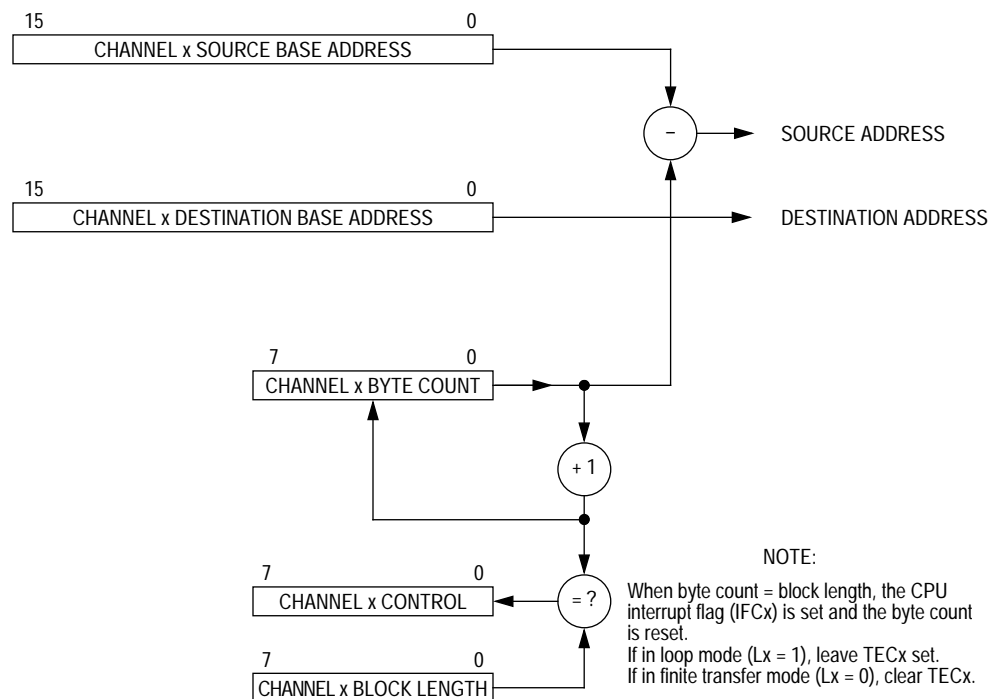 15 0
CHANNEL x SOURCE BASE ADDRESS
–
SOURCE ADDRESS
15 0
CHANNEL x DESTINATION BASE ADDRESS
DESTINATION ADDRESS
7 0
CHANNEL x BYTE COUNT
+ 1
7 0
CHANNEL x CONTROL
= ?
7 0
CHANNEL x BLOCK LENGTH
NOTE:
When byte count = block length, the CPU
interrupt flag (IFCx) is set and the byte count
is reset.
If in loop mode (Lx = 1), leave TECx set.
If in finite transfer mode (Lx = 0), clear TECx.